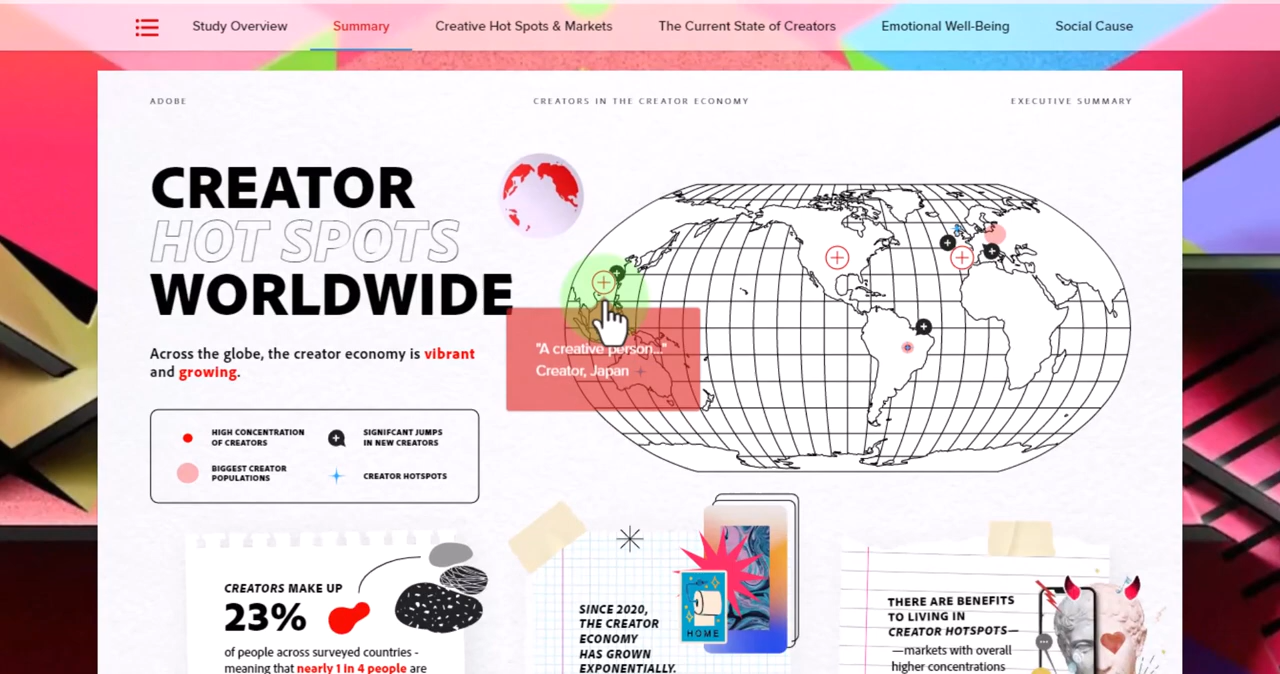 Study Overview
Summary
Creative Hot Spots & Markets
The Current State of Creators
Emotional Well-Being
Social Cause
ADOBE
CREATORS IN THE CREATOR ECONOMY
EXECUTIVE SUMMARY
CREATOR
HOT SPOTS
WORLDWIDE
Across the globe, the creator economy is vibrant
and growing.
"A creative person..."
Creator, Japan
HIGH CONCENTRATION
OF CREATORS
SIGNIFCANT JUMPS
IN NEW CREATORS
BIGGEST CREATOR
POPULATIONS
CREATOR HOTSPOTS
CREATORS MAKE UP
23%
of people across surveyed countries -
meaning that nearly 1 in 4 people are
SINCE 2020,
THE CREATOR
ECONOMY
HAS GROWN
EXPONENTIALLY.
HOME
THERE ARE BENEFITS
TO LIVING IN
CREATOR HOTSPOTS—
—markets with overall
higher concentrations